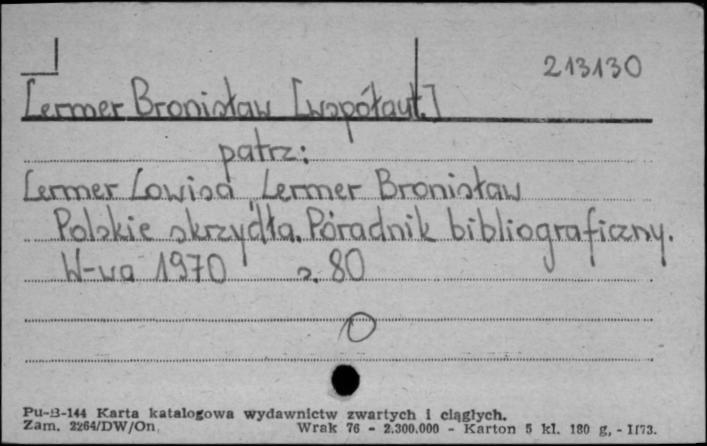 213130
Lermer Bronisław [współaut.]
patrz:
Lermer Lowisa, Lermer Bronisław
Polskie skrzydła. Poradnik bibliograficzny.
W-wa 1970 s. 80
Pu-B-144 Karta katalogowa wydawnictw zwartych i ciągłych.
Zam. 2264/DW/On. Wrak 76 - 2.300.000 - Karton 5 kl. 180 g, - II73.